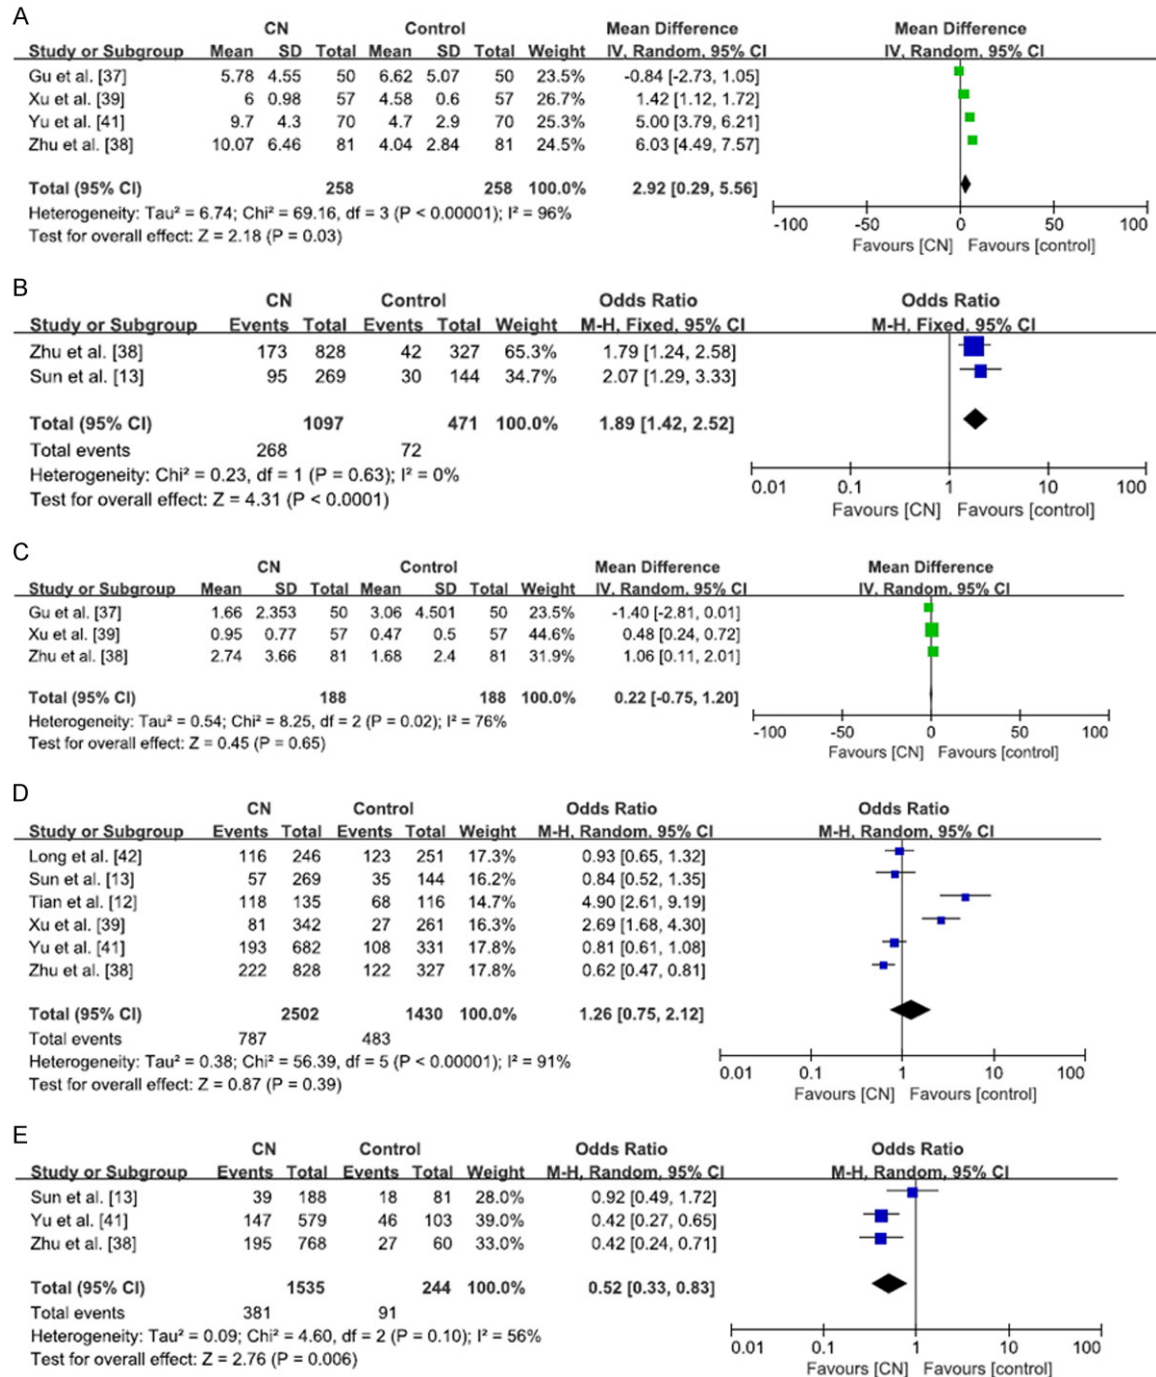 A
CN Control Mean Difference Mean Difference
Study or Subgroup Mean SD Total Mean SD Total Weight IV, Random, 95% CI IV, Random, 95% CI
Gu et al. [37] 5.78 4.55 50 6.62 5.07 50 23.5% -0.84 [-2.73, 1.05]
Xu et al. [39] 6 0.98 57 4.58 0.6 57 26.7% 1.42 [1.12, 1.72]
Yu et al. [41] 9.7 4.3 70 4.7 2.9 70 25.3% 5.00 [3.79, 6.21]
Zhu et al. [38] 10.07 6.46 81 4.04 2.84 81 24.5% 6.03 [4.49, 7.57]
Total (95% CI) 258 258 100.0% 2.92 [0.29, 5.56]
Heterogeneity: Tau² = 6.74; Chi² = 69.16, df = 3 (P < 0.00001); I² = 96%
Test for overall effect: Z = 2.18 (P = 0.03)
-100 -50 0 50 100
Favours [CN] Favours [control]
B
CN Control Odds Ratio Odds Ratio
Study or Subgroup Events Total Events Total Weight M-H, Fixed, 95% CI M-H, Fixed, 95% CI
Zhu et al. [38] 173 828 42 327 65.3% 1.79 [1.24, 2.58]
Sun et al. [13] 95 269 30 144 34.7% 2.07 [1.29, 3.33]
Total (95% CI) 1097 471 100.0% 1.89 [1.42, 2.52]
Total events 268 72
Heterogeneity: Chi² = 0.23, df = 1 (P = 0.63); I² = 0%
Test for overall effect: Z = 4.31 (P < 0.0001)
0.01 0.1 1 10 100
Favours [CN] Favours [control]
C
CN Control Mean Difference Mean Difference
Study or Subgroup Mean SD Total Mean SD Total Weight IV, Random, 95% CI IV, Random, 95% CI
Gu et al. [37] 1.66 2.353 50 3.06 4.501 50 23.5% -1.40 [-2.81, 0.01]
Xu et al. [39] 0.95 0.77 57 0.47 0.5 57 44.6% 0.48 [0.24, 0.72]
Zhu et al. [38] 2.74 3.66 81 1.68 2.4 81 31.9% 1.06 [0.11, 2.01]
Total (95% CI) 188 188 100.0% 0.22 [-0.75, 1.20]
Heterogeneity: Tau² = 0.54; Chi² = 8.25, df = 2 (P = 0.02); I² = 76%
Test for overall effect: Z = 0.45 (P = 0.65)
-100 -50 0 50 100
Favours [CN] Favours [control]
D
CN Control Odds Ratio Odds Ratio
Study or Subgroup Events Total Events Total Weight M-H, Random, 95% CI M-H, Random, 95% CI
Long et al. [42] 116 246 123 251 17.3% 0.93 [0.65, 1.32]
Sun et al. [13] 57 269 35 144 16.2% 0.84 [0.52, 1.35]
Tian et al. [12] 118 135 68 116 14.7% 4.90 [2.61, 9.19]
Xu et al. [39] 81 342 27 261 16.3% 2.69 [1.68, 4.30]
Yu et al. [41] 193 682 108 331 17.8% 0.81 [0.61, 1.08]
Zhu et al. [38] 222 828 122 327 17.8% 0.62 [0.47, 0.81]
Total (95% CI) 2502 1430 100.0% 1.26 [0.75, 2.12]
Total events 787 483
Heterogeneity: Tau² = 0.38; Chi² = 56.39, df = 5 (P < 0.00001); I² = 91%
Test for overall effect: Z = 0.87 (P = 0.39)
0.01 0.1 1 10 100
Favours [CN] Favours [control]
E
CN Control Odds Ratio Odds Ratio
Study or Subgroup Events Total Events Total Weight M-H, Random, 95% CI M-H, Random, 95% CI
Sun et al. [13] 39 188 18 81 28.0% 0.92 [0.49, 1.72]
Yu et al. [41] 147 579 46 103 39.0% 0.42 [0.27, 0.65]
Zhu et al. [38] 195 768 27 60 33.0% 0.42 [0.24, 0.71]
Total (95% CI) 1535 244 100.0% 0.52 [0.33, 0.83]
Total events 381 91
Heterogeneity: Tau² = 0.09; Chi² = 4.60, df = 2 (P = 0.10); I² = 56%
Test for overall effect: Z = 2.76 (P = 0.006)
0.01 0.1 1 10 100
Favours [CN] Favours [control]